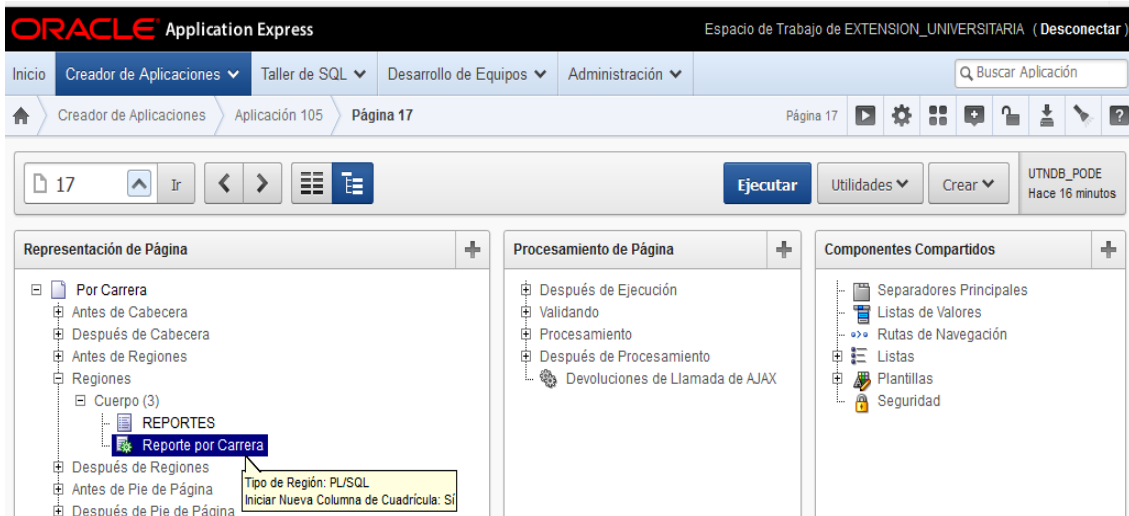 ORACLE Application Express
Espacio de Trabajo de EXTENSION_UNIVERSITARIA ( Desconectar )
Inicio Creador de Aplicaciones Taller de SQL Desarrollo de Equipos Administración Buscar Aplicación
Creador de Aplicaciones Aplicación 105 Página 17 Página 17 ?
17 Ir Ejecutar Utilidades Crear UTNDB_PODE
Hace 16 minutos
Representación de Página
Por Carrera
Antes de Cabecera
Después de Cabecera
Antes de Regiones
Regiones
Cuerpo (3)
REPORTES
Reporte por Carrera
Después de Regiones
Antes de Pie de Página
Después de Pie de Página
Tipo de Región: PL/SQL
Iniciar Nueva Columna de Cuadrícula: Sí
Procesamiento de Página
Después de Ejecución
Validando
Procesamiento
Después de Procesamiento
Devoluciones de Llamada de AJAX
Componentes Compartidos
Separadores Principales
Listas de Valores
Rutas de Navegación
Listas
Plantillas
Seguridad